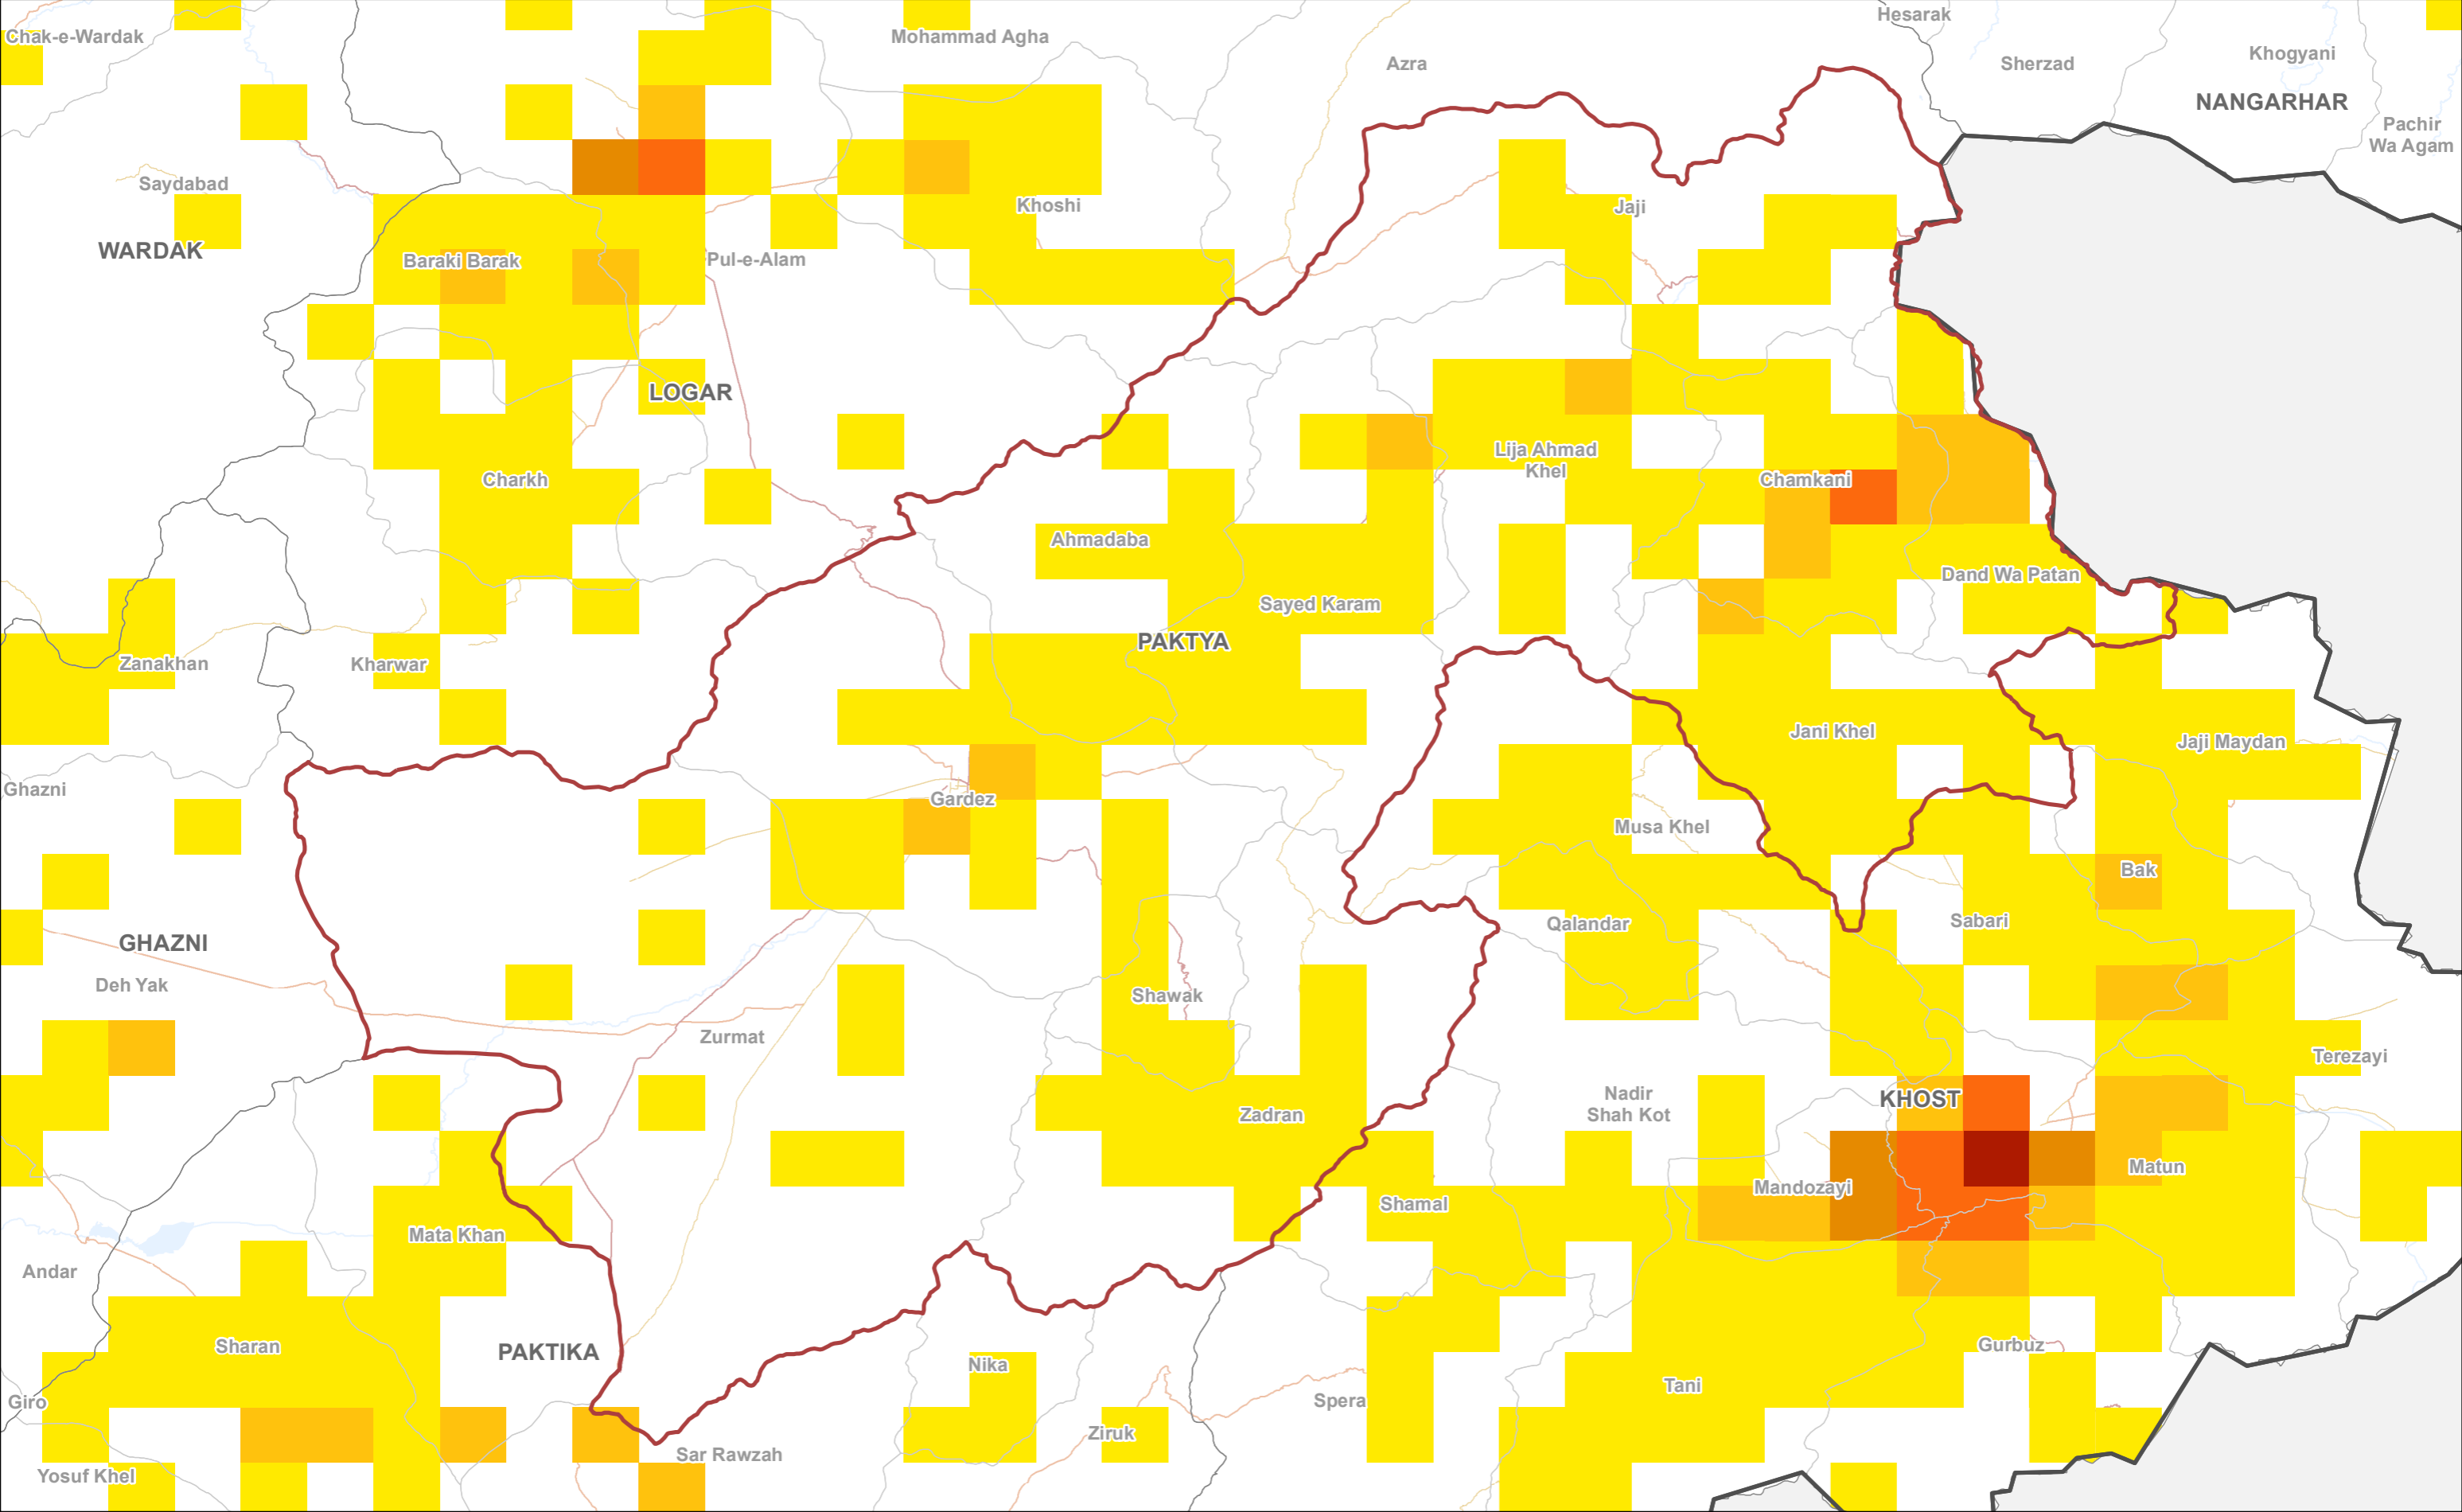 Hesarak
Chak-e-Wardak
Mohammad Agha
Khogyani
Azra
Sherzad
NANGARHAR
Pachir
Wa Agam
Saydabad
Khoshi
Jaji
WARDAK
Baraki Barak
Pul-e-Alam
LOGAR
Lija Ahmad
Khel
Charkh
Chamkani
Ahmadaba
Dand Wa Patan
Sayed Karam
PAKTYA
Zanakhan
Kharwar
Jani Khel
Jaji Maydan
Ghazni
Gardez
Musa Khel
Bak
Sabari
Qalandar
GHAZNI
Deh Yak
Shawak
Zurmat
Terezayi
Nadir
Shah Kot
KHOST
Zadran
Matun
Mandozayi
Shamal
Mata Khan
Andar
Sharan
PAKTIKA
Gurbuz
Nika
Tani
Giro
Spera
Ziruk
Sar Rawzah
Yosuf Khel